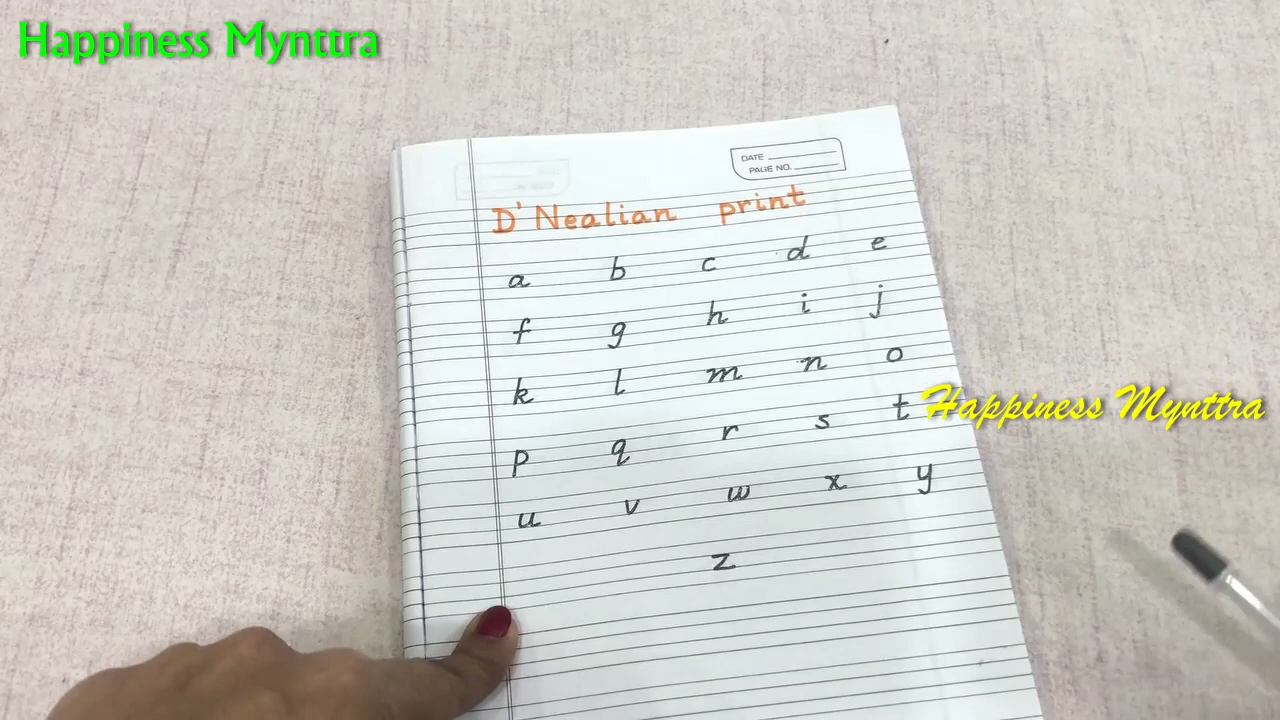 Happiness Mynttra
DATE
PAGE NO.
D'Nealian print
a b c d e
f g h i j
k l m n o
p q r s t
Happiness Mynttra
u v w x y
z